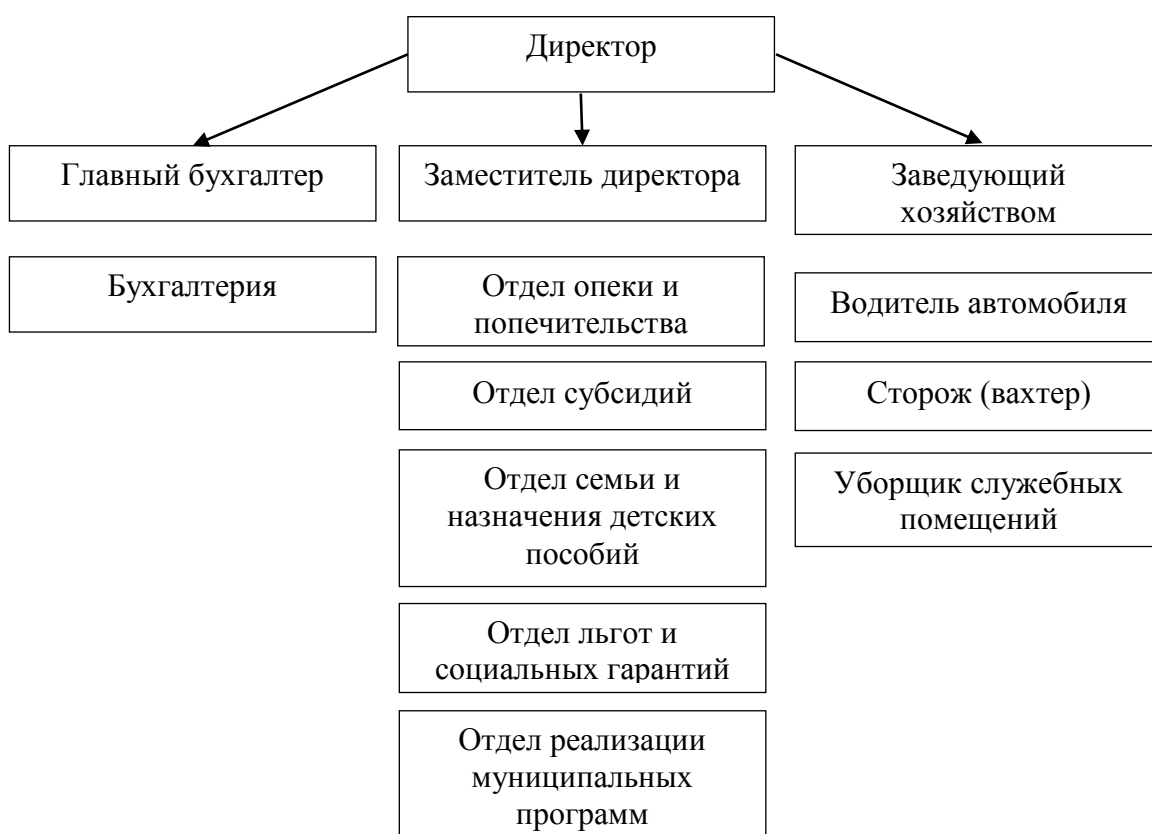 Директор
Главный бухгалтер
Заместитель директора
Заведующий
хозяйством
Бухгалтерия
Отдел опеки и
попечительства
Водитель автомобиля
Отдел субсидий
Сторож (вахтер)
Отдел семьи и
назначения детских
пособий
Уборщик служебных
помещений
Отдел льгот и
социальных гарантий
Отдел реализации
муниципальных
программ